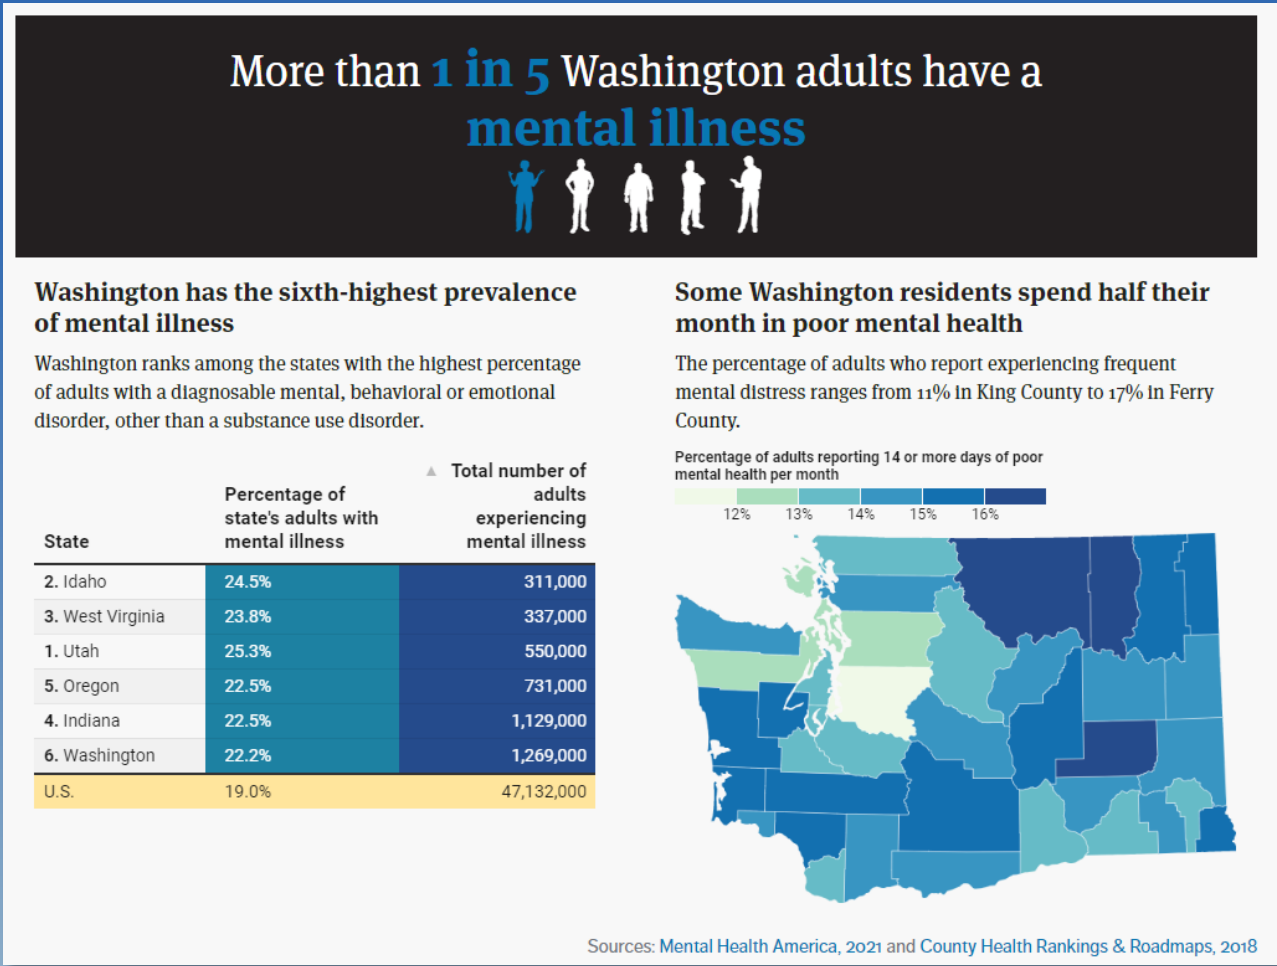 More than 1 in 5 Washington adults have a
mental illness
Washington has the sixth-highest prevalence
of mental illness
Washington ranks among the states with the highest percentage
of adults with a diagnosable mental, behavioral or emotional
disorder, other than a substance use disorder.
State
Percentage of
state's adults with
mental illness
▲ Total number of
adults
experiencing
mental illness
2. Idaho 24.5% 311,000
3. West Virginia 23.8% 337,000
1. Utah 25.3% 550,000
5. Oregon 22.5% 731,000
4. Indiana 22.5% 1,129,000
6. Washington 22.2% 1,269,000
U.S. 19.0% 47,132,000
Some Washington residents spend half their
month in poor mental health
The percentage of adults who report experiencing frequent
mental distress ranges from 11% in King County to 17% in Ferry
County.
Percentage of adults reporting 14 or more days of poor
mental health per month
12% 13% 14% 15% 16%
Sources: Mental Health America, 2021 and County Health Rankings & Roadmaps, 2018